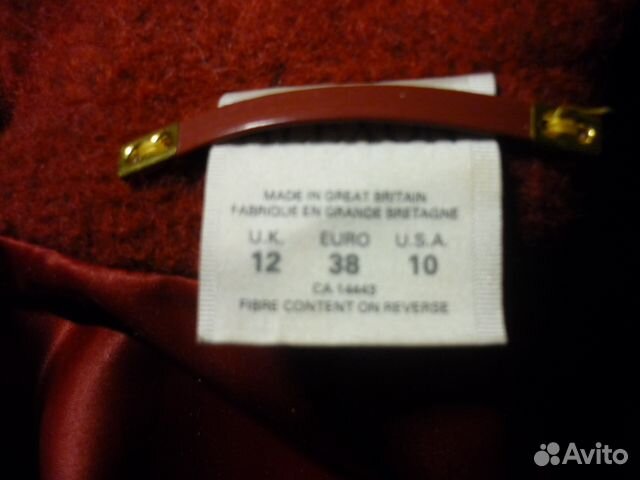 MADE IN GREAT BRITAIN
FABRIQUE EN GRANDE BRETAGNE
U.K. EURO U.S.A.
12 38 10
CA 14443
FIBRE CONTENT ON REVERSE
Avito